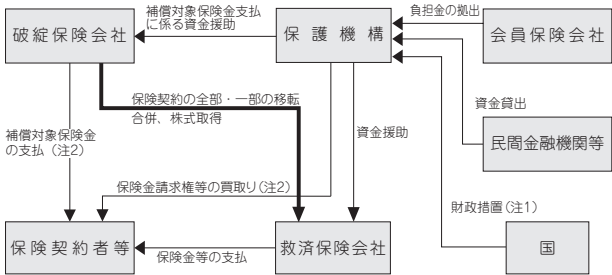 補償対象保険金支払
に係る資金援助
負担金の拠出
破綻保険会社
保護機構
会員保険会社
保険契約の全部・一部の移転
合併、株式取得
資金貸出
補償対象保険金
の支払(注2)
資金援助
民間金融機関等
保険金請求権等の買取り(注2)
財政措置(注1)
保険契約者等
保険金等の支払
救済保険会社
国